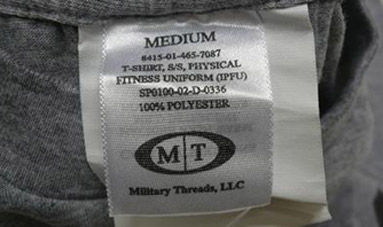 MEDIUM
8415-01-465-7087
T-SHIRT, S/S, PHYSICAL
FITNESS UNIFORM (IPFU)
SP0100-02-D-0336
100% POLYESTER
M T
Military Threads, LLC